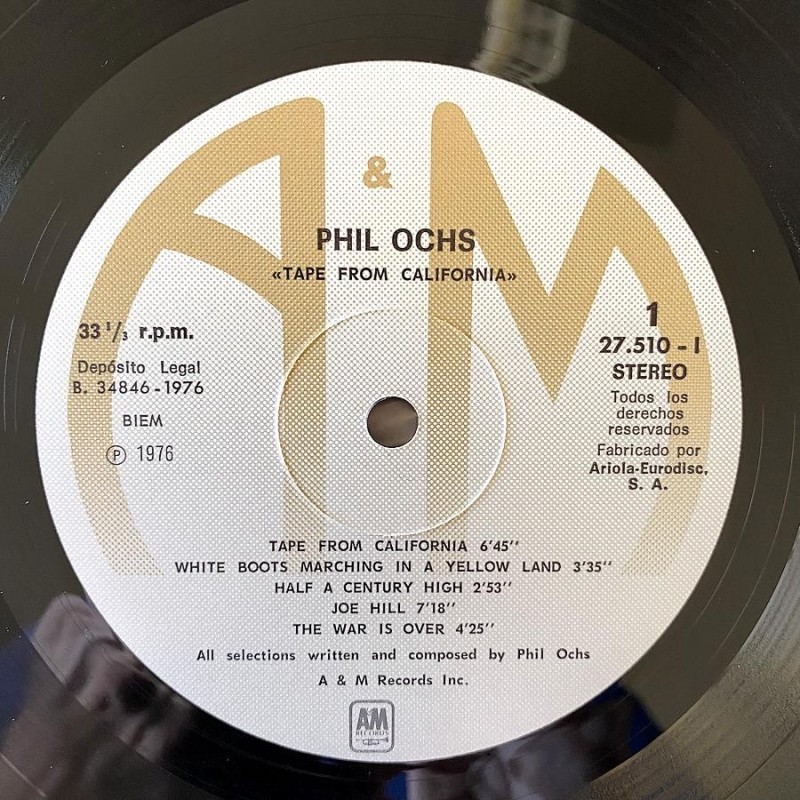 A & M
PHIL OCHS
«TAPE FROM CALIFORNIA»
33 1/3 r.p.m.
Depósito Legal
B. 34846-1976
BIEM
Ⓟ 1976
1
27.510 - I
STEREO
Todos los
derechos
reservados
Fabricado por
Ariola-Eurodisc,
S. A.
TAPE FROM CALIFORNIA 6'45''
WHITE BOOTS MARCHING IN A YELLOW LAND 3'35''
HALF A CENTURY HIGH 2'53''
JOE HILL 7'18''
THE WAR IS OVER 4'25''
All selections written and composed by Phil Ochs
A & M Records Inc.
AM
RECORDS